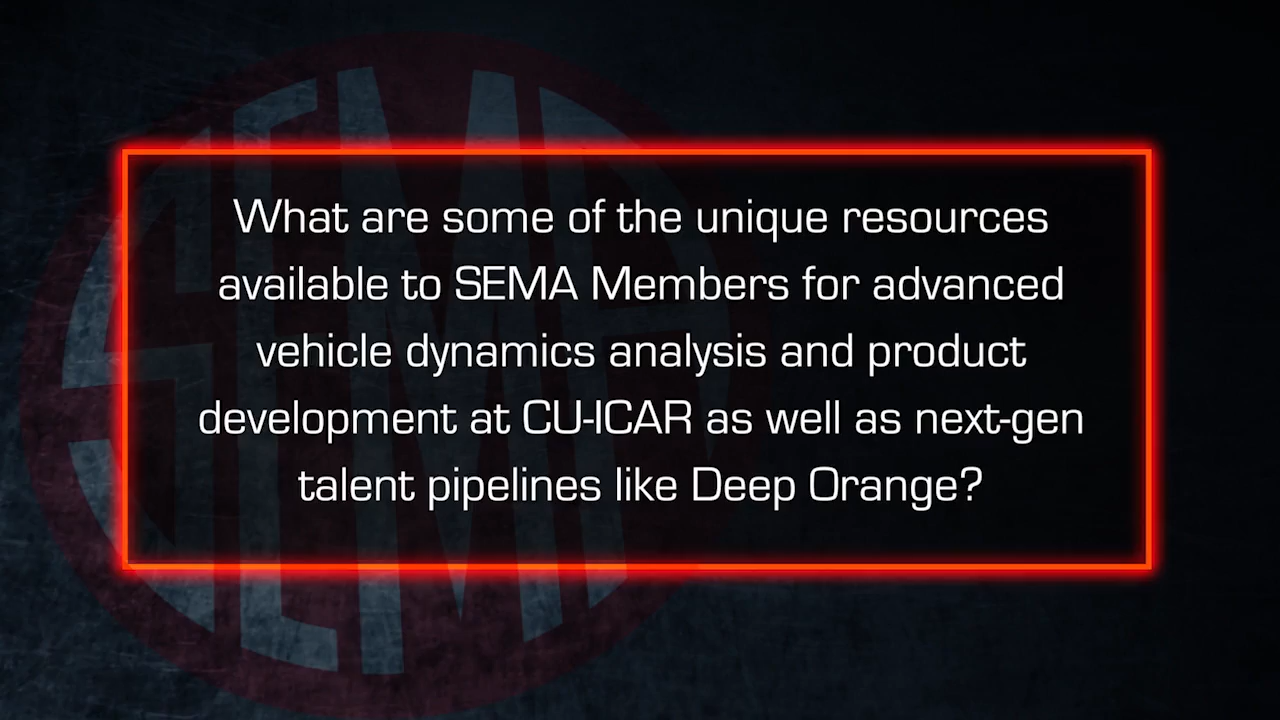 What are some of the unique resources
available to SEMA Members for advanced
vehicle dynamics analysis and product
development at CU-ICAR as well as next-gen
talent pipelines like Deep Orange?
SEMA